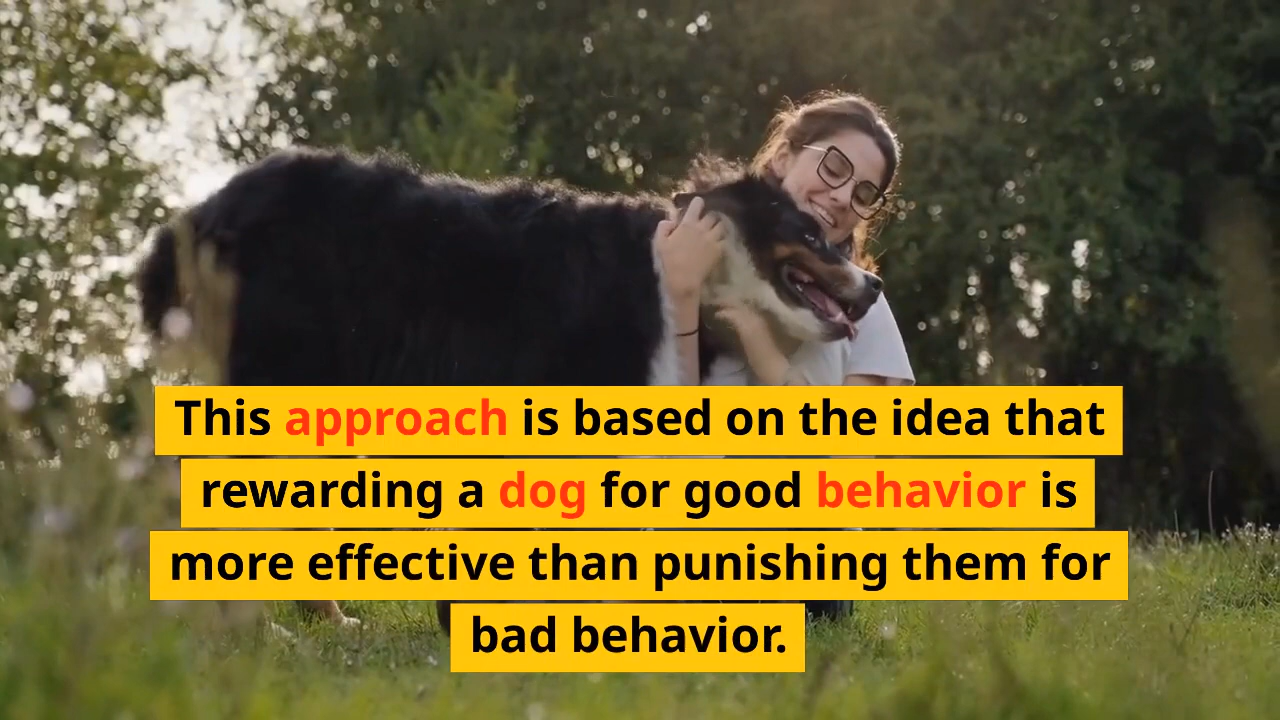 This approach is based on the idea that
rewarding a dog for good behavior is
more effective than punishing them for
bad behavior.